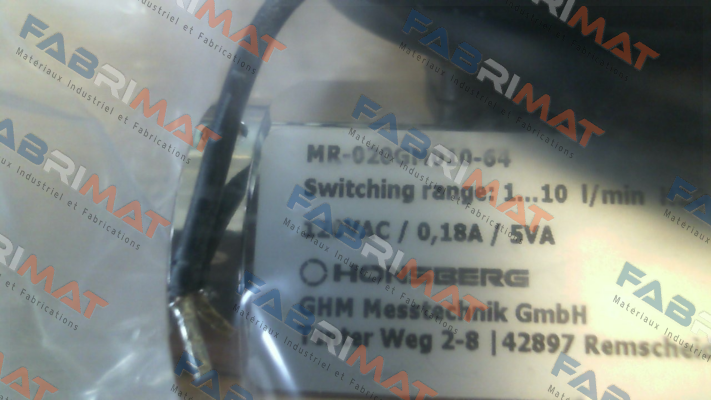 MR-020GM010-64
Switching range: 1...10 l/min
120VAC / 0,18A / 5VA
HONSBERG
GHM Messtechnik GmbH
Weg 2-8 | 42897 Remscheid
FABRIMAT
Materiaux Industriel et Fabrications